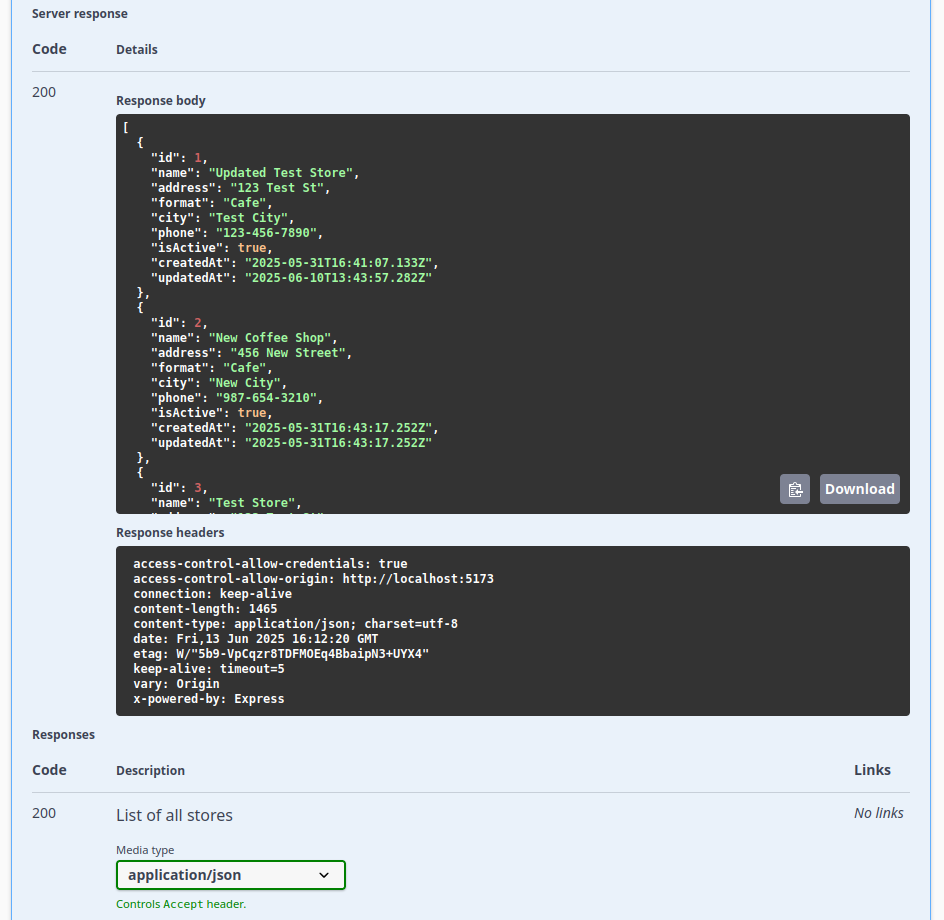 Server response
Code Details
200
Response body
[
  {
    "id": 1,
    "name": "Updated Test Store",
    "address": "123 Test St",
    "format": "Cafe",
    "city": "Test City",
    "phone": "123-456-7890",
    "isActive": true,
    "createdAt": "2025-05-31T16:41:07.133Z",
    "updatedAt": "2025-06-10T13:43:57.282Z"
  },
  {
    "id": 2,
    "name": "New Coffee Shop",
    "address": "456 New Street",
    "format": "Cafe",
    "city": "New City",
    "phone": "987-654-3210",
    "isActive": true,
    "createdAt": "2025-05-31T16:43:17.252Z",
    "updatedAt": "2025-05-31T16:43:17.252Z"
  },
  {
    "id": 3,
    "name": "Test Store",
Download
Response headers
access-control-allow-credentials: true
access-control-allow-origin: http://localhost:5173
connection: keep-alive
content-length: 1465
content-type: application/json; charset=utf-8
date: Fri,13 Jun 2025 16:12:20 GMT
etag: W/"5b9-VpCqzr8TDFMOEq4BbaipN3+UYX4"
keep-alive: timeout=5
vary: Origin
x-powered-by: Express
Responses
Code Description Links
200 List of all stores No links
Media type
application/json
Controls Accept header.